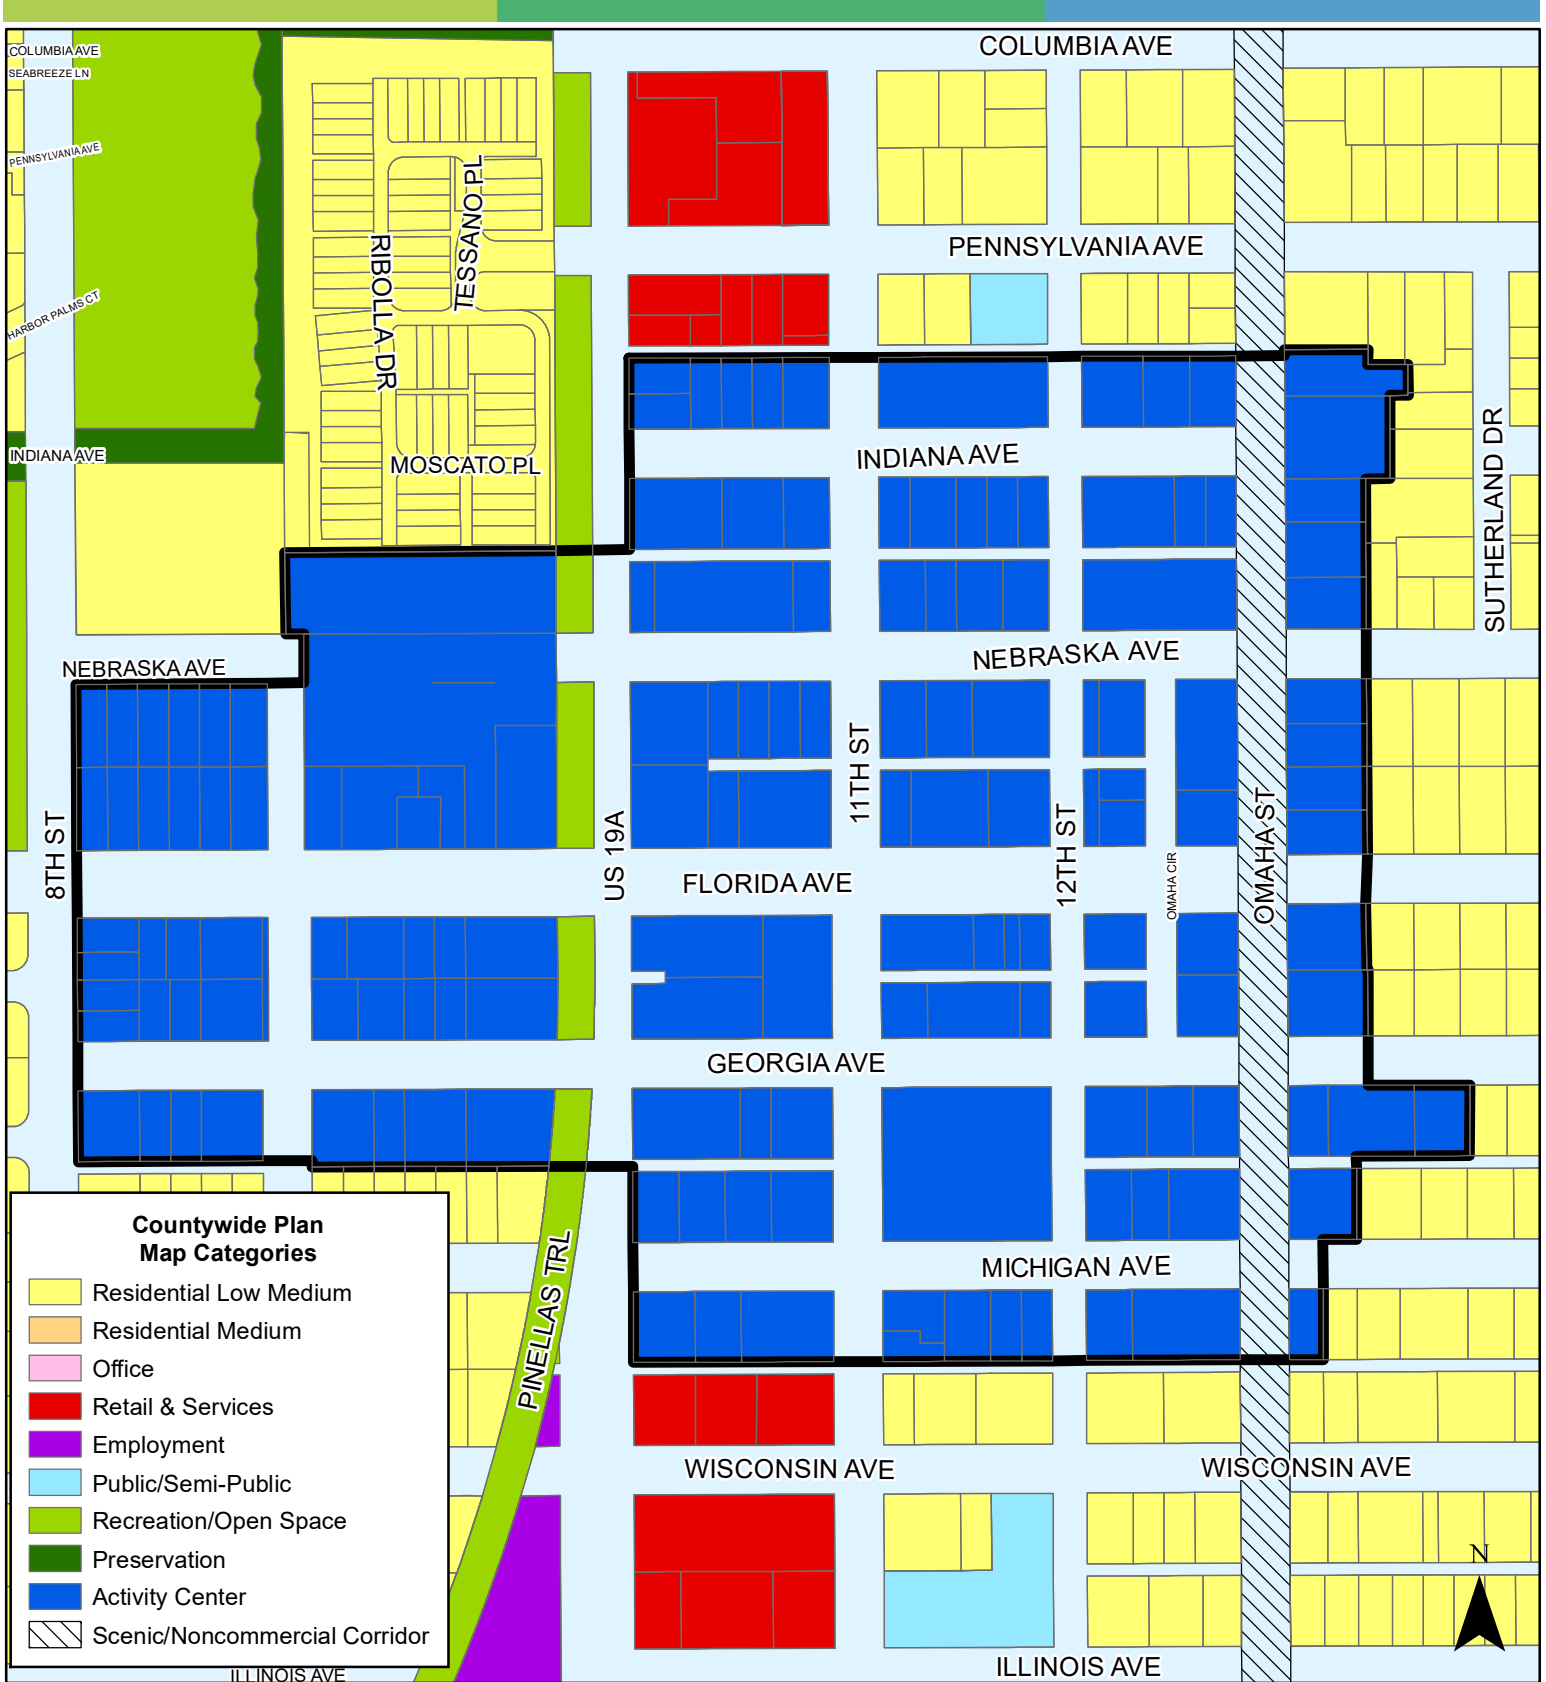 COLUMBIA AVE
COLUMBIA AVE
SEABREEZE LN
PENNSYLVANIA AVE
TESSANO PL
RIBOLLA DR
PENNSYLVANIA AVE
HARBOR PALMS CT
INDIANA AVE
MOSCATO PL
INDIANA AVE
SUTHERLAND DR
NEBRASKA AVE
NEBRASKA AVE
8TH ST
US 19A
11TH ST
12TH ST
OMAHA CIR
OMAHA ST
FLORIDA AVE
GEORGIA AVE
PINELLAS TRL
MICHIGAN AVE
WISCONSIN AVE
WISCONSIN AVE
ILLINOIS AVE
ILLINOIS AVE
N
Countywide Plan
Map Categories
Residential Low Medium
Residential Medium
Office
Retail & Services
Employment
Public/Semi-Public
Recreation/Open Space
Preservation
Activity Center
Scenic/Noncommercial Corridor